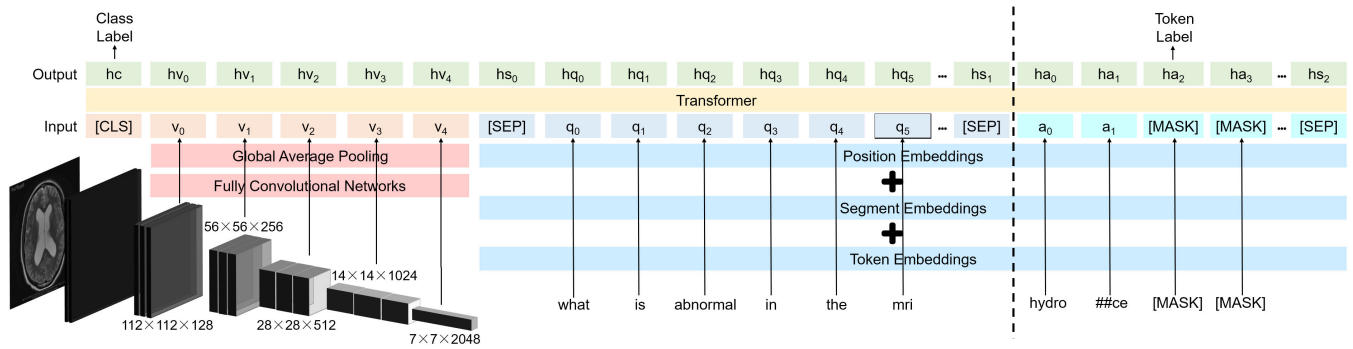 Class Label
Token Label
Output hc hv₀ hv₁ hv₂ hv₃ hv₄ hs₀ hq₀ hq₁ hq₂ hq₃ hq₄ hq₅ ... hs₁ ha₀ ha₁ ha₂ ha₃ ... hs₂
Transformer
Input [CLS] v₀ v₁ v₂ v₃ v₄ [SEP] q₀ q₁ q₂ q₃ q₄ q₅ ... [SEP] a₀ a₁ [MASK] [MASK] ... [SEP]
Global Average Pooling
Position Embeddings
Fully Convolutional Networks
Segment Embeddings
Token Embeddings
56×56×256
14×14×1024
112×112×128
28×28×512
7×7×2048
what is abnormal in the mri hydro ##ce [MASK] [MASK]